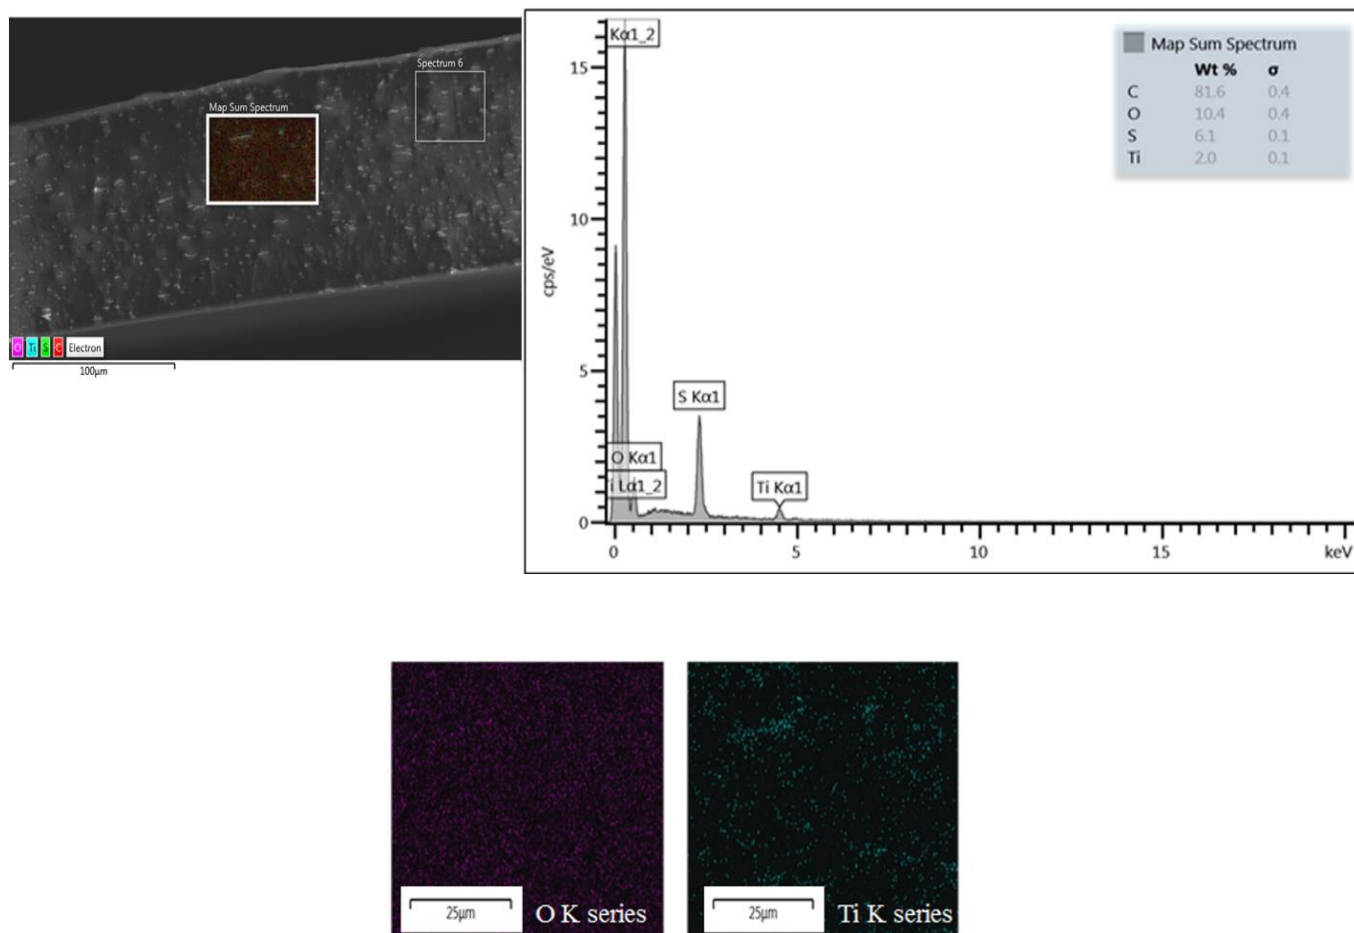 Spectrum 6
Map Sum Spectrum
O Ti S C Electron
100µm
Kα1_2
O Kα1
i Lα1_2
S Kα1
Ti Kα1
cps/eV
15
10
5
0
0 5 10 15 keV
Map Sum Spectrum
Wt % σ
C 81.6 0.4
O 10.4 0.4
S 6.1 0.1
Ti 2.0 0.1
25µm O K series
25µm Ti K series